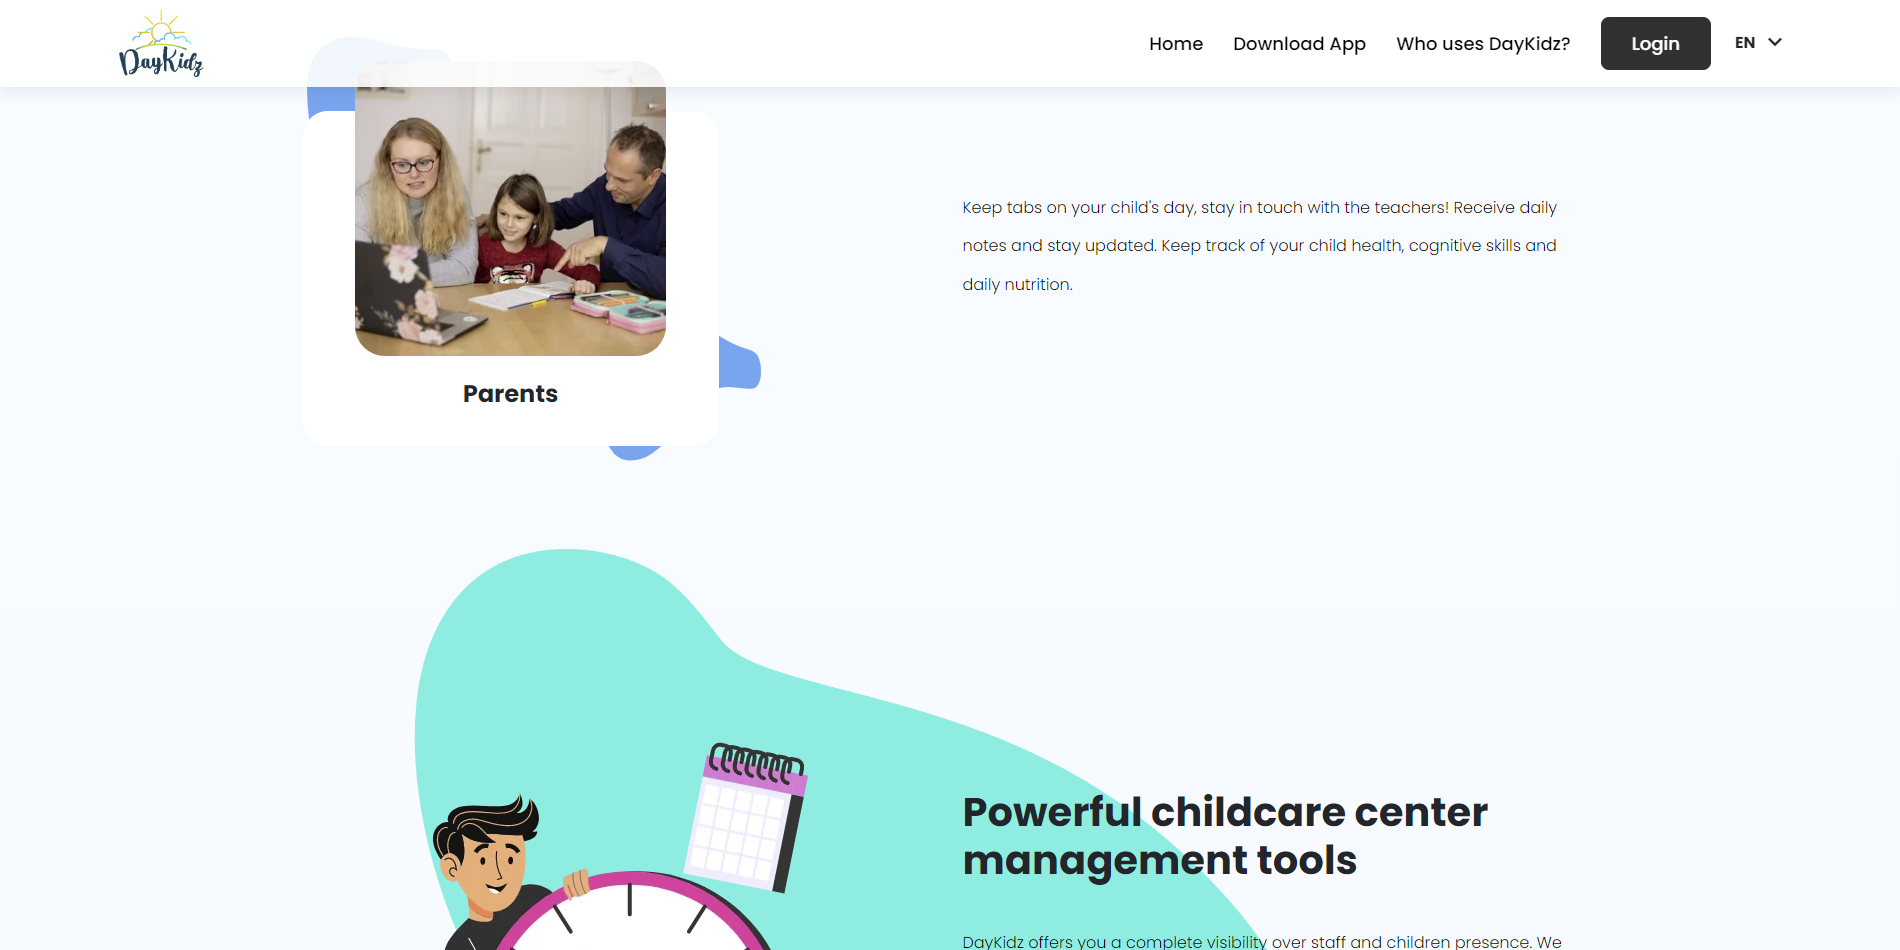 DayKidz
Home
Download App
Who uses DayKidz?
Login
EN
Keep tabs on your child's day, stay in touch with the teachers! Receive daily
notes and stay updated. Keep track of your child health, cognitive skills and
daily nutrition.
Parents
Powerful childcare center
management tools
DayKidz offers you a complete visibility over staff and children presence. We